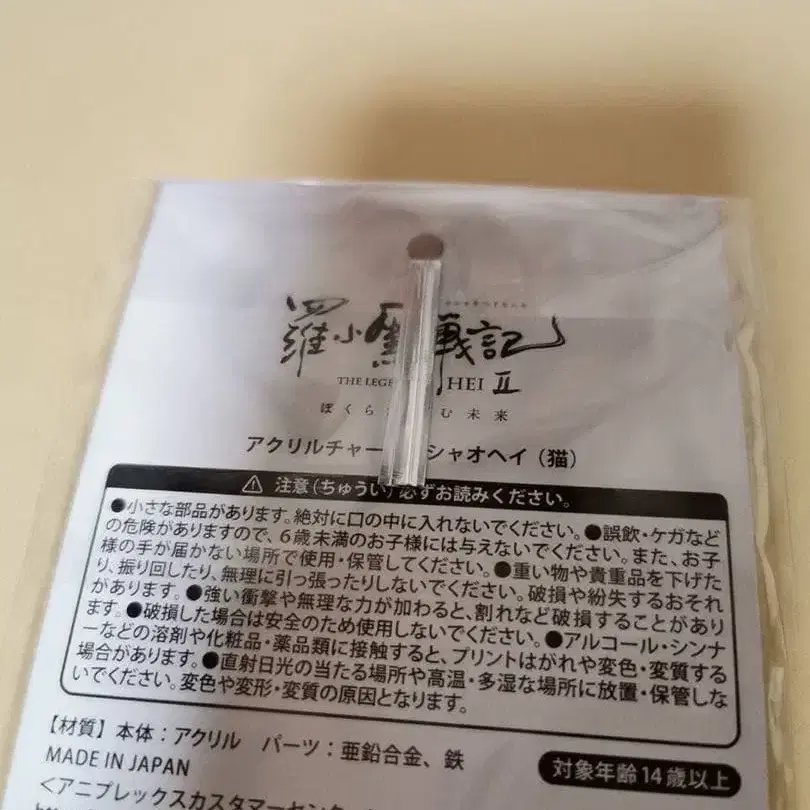 羅小黒戦記
THE LEGE HEI Ⅱ
ぼくら む未来
アクリルチャー シャオヘイ（猫）
⚠ 注意（ちゅうい）必ずお読みください。
●小さな部品があります。絶対に口の中に入れないでください。●誤飲・ケガなど
の危険がありますので、6歳未満のお子様には与えないでください。また、お子
様の手が届かない場所で使用・保管してください。●重い物や貴重品を下げた
り、振り回したり、無理に引っ張ったりしないでください。破損や紛失するおそれ
があります。●強い衝撃や無理な力が加わると、割れなど破損することがあり
ます。●破損した場合は安全のため使用しないでください。●アルコール・シンナ
ーなどの溶剤や化粧品・薬品類に接触すると、プリントはがれや変色・変質する
場合があります。●直射日光の当たる場所や高温・多湿な場所に放置・保管しな
いでください。変色や変形・変質の原因となります。
【材質】本体：アクリル パーツ：亜鉛合金、鉄
MADE IN JAPAN
対象年齢14歳以上
＜アニプレックスカスタマーセンター